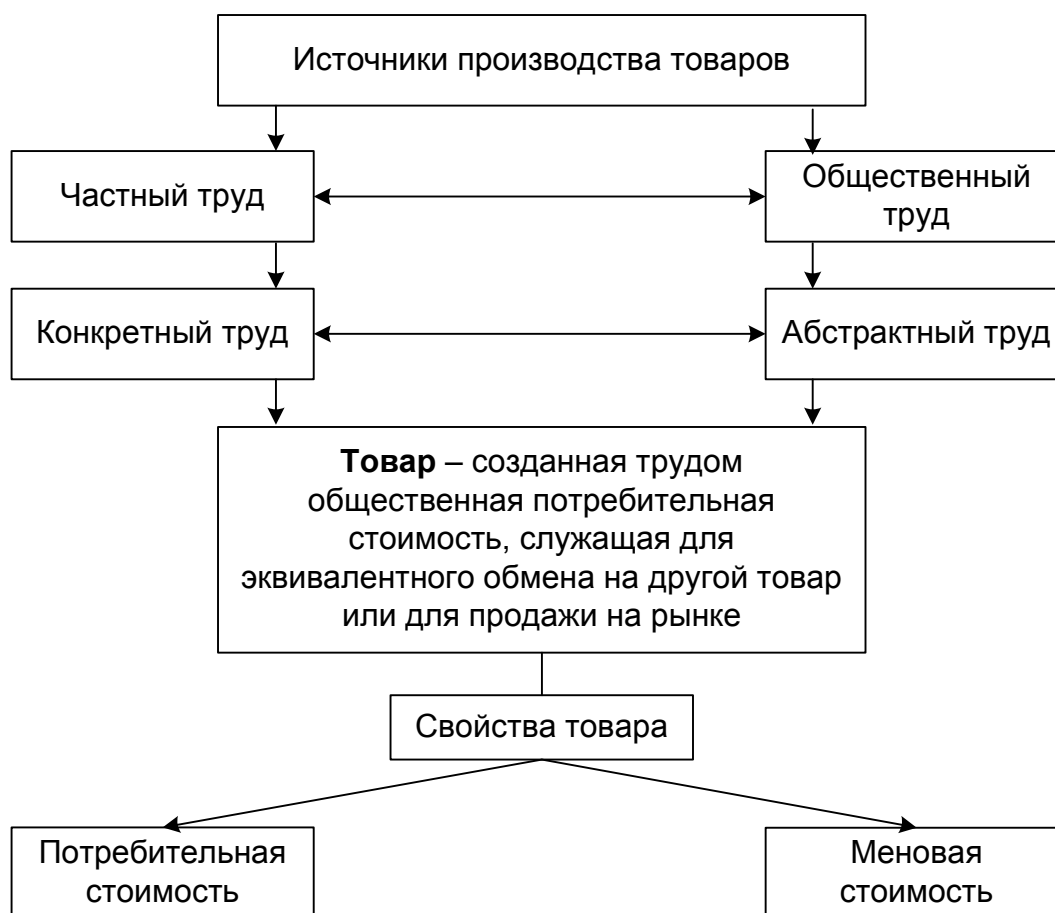 Источники производства товаров
Частный труд
Общественный
труд
Конкретный труд
Абстрактный труд
Товар – созданная трудом
общественная потребительная
стоимость, служащая для
эквивалентного обмена на другой товар
или для продажи на рынке
Свойства товара
Потребительная
стоимость
Меновая
стоимость